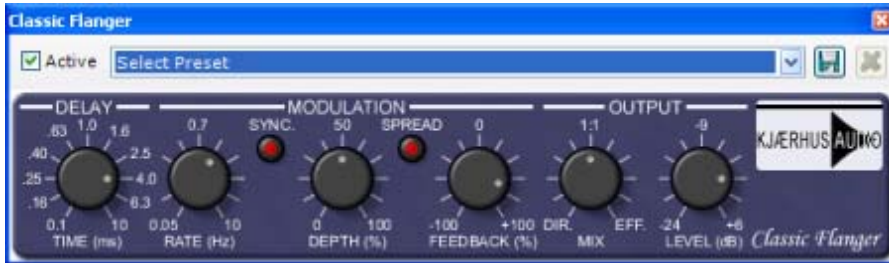 Classic Flanger
Active
Select Preset
DELAY
MODULATION
OUTPUT
.63 1.0 1.6
0.7
SYNC.
50
SPREAD
0
1:1
-9
.40 2.5
.25 4.0
.16 6.3
0.1 10
0.05 10
0 100
-100 +100
DIR. EFF.
-24 +6
TIME (ms)
RATE (Hz)
DEPTH (%)
FEEDBACK (%)
MIX
LEVEL (dB)
KJÆRHUS AUDIO
Classic Flanger